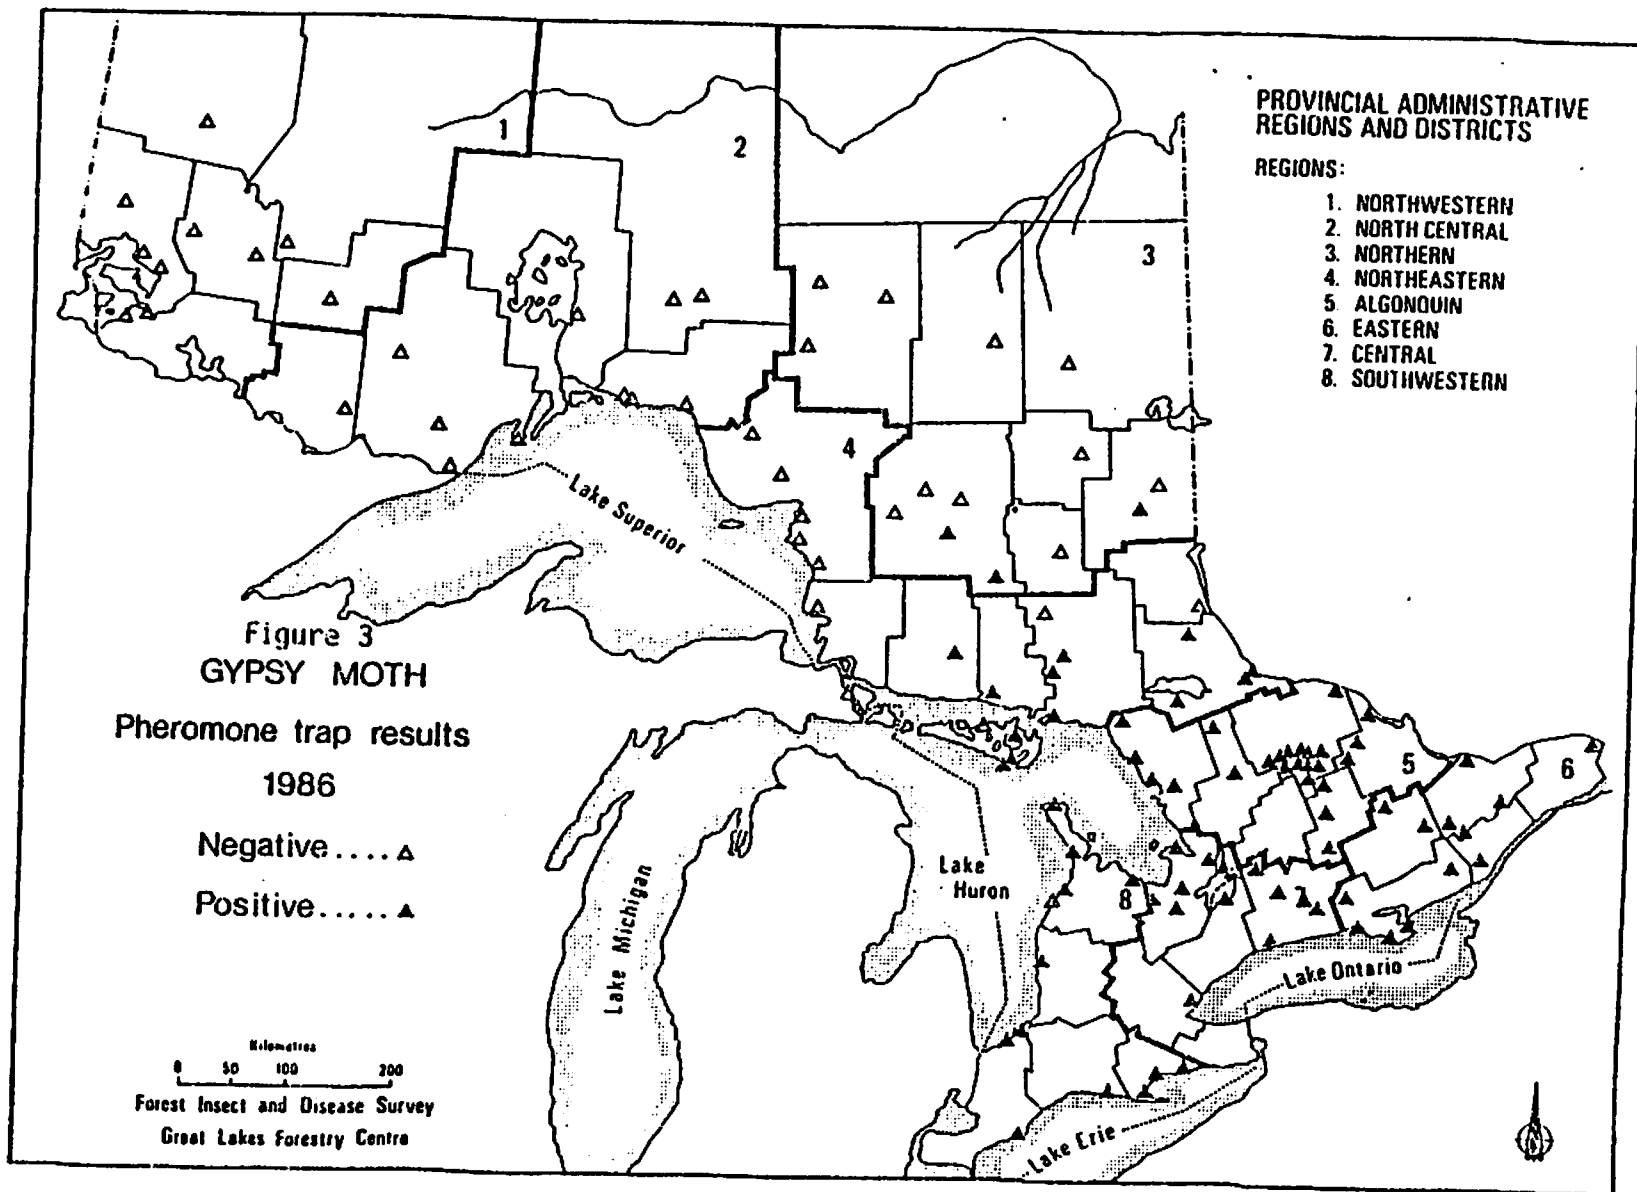 PROVINCIAL ADMINISTRATIVE
REGIONS AND DISTRICTS
REGIONS:
1. NORTHWESTERN
2. NORTH CENTRAL
3. NORTHERN
4. NORTHEASTERN
5. ALGONQUIN
6. EASTERN
7. CENTRAL
8. SOUTHWESTERN
1
2
3
4
5
6
7
8
Lake Superior
Lake Michigan
Lake Huron
Lake Ontario
Lake Erie
Figure 3
GYPSY MOTH
Pheromone trap results
1986
Negative....△
Positive.....▲
Kilometres
0 50 100 200
Forest Insect and Disease Survey
Great Lakes Forestry Centre